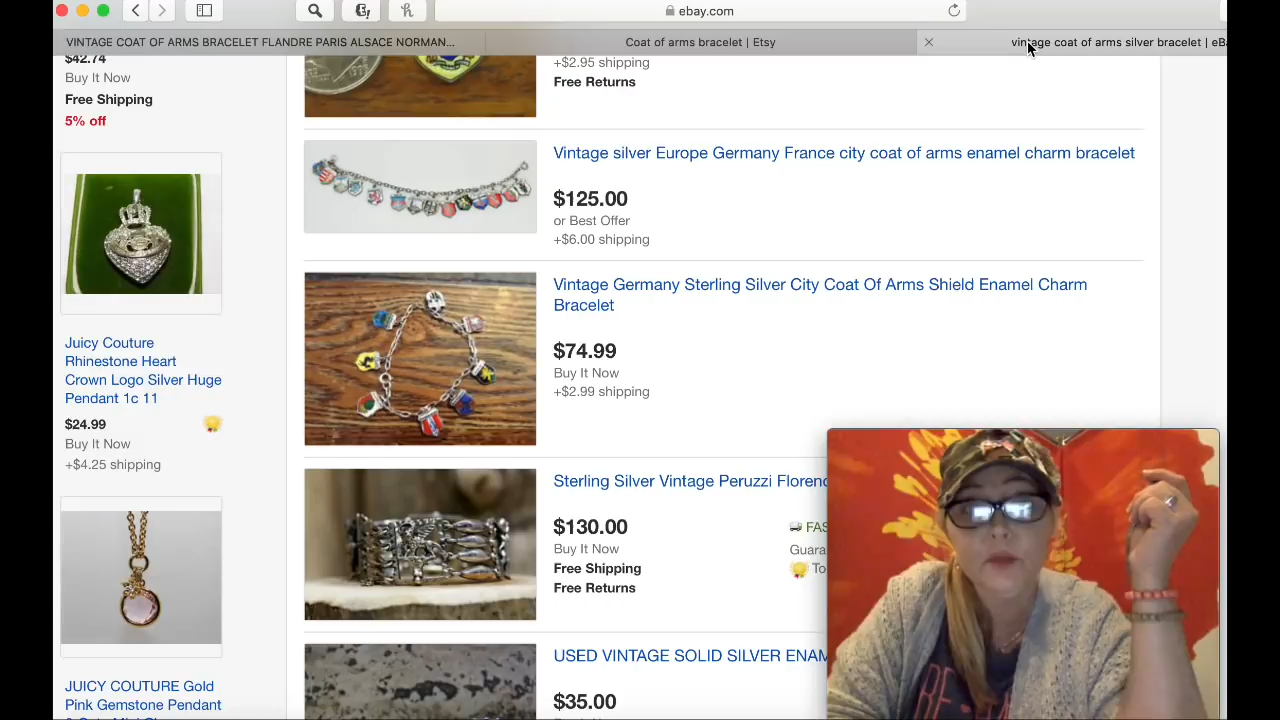 ebay.com
VINTAGE COAT OF ARMS BRACELET FLANDRE PARIS ALSACE NORMAN...
Coat of arms bracelet | Etsy
vintage coat of arms silver bracelet | eB
$42.74
Buy It Now
Free Shipping
5% off
Juicy Couture
Rhinestone Heart
Crown Logo Silver Huge
Pendant 1c 11
$24.99
Buy It Now
+$4.25 shipping
JUICY COUTURE Gold
Pink Gemstone Pendant
+$2.95 shipping
Free Returns
Vintage silver Europe Germany France city coat of arms enamel charm bracelet
$125.00
or Best Offer
+$6.00 shipping
Vintage Germany Sterling Silver City Coat Of Arms Shield Enamel Charm
Bracelet
$74.99
Buy It Now
+$2.99 shipping
Sterling Silver Vintage Peruzzi Floren
$130.00
Buy It Now
Free Shipping
Free Returns
FAS
Guara
To
USED VINTAGE SOLID SILVER ENAM
$35.00